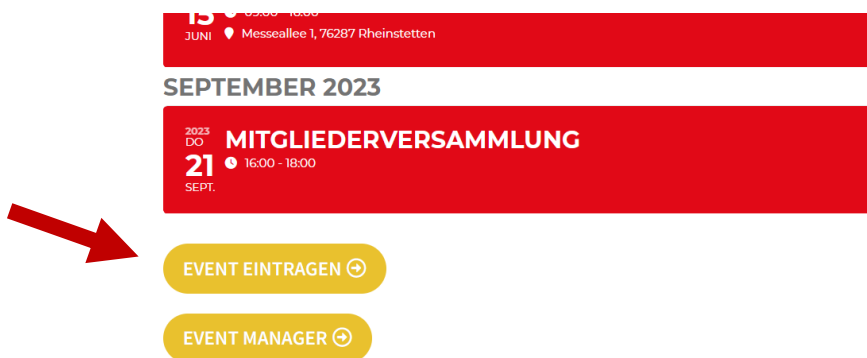 15
JUNI Messeallee 1, 76287 Rheinstetten
SEPTEMBER 2023
2023
DO
21
SEPT.
MITGLIEDERVERSAMMLUNG
16:00 - 18:00
EVENT EINTRAGEN
EVENT MANAGER